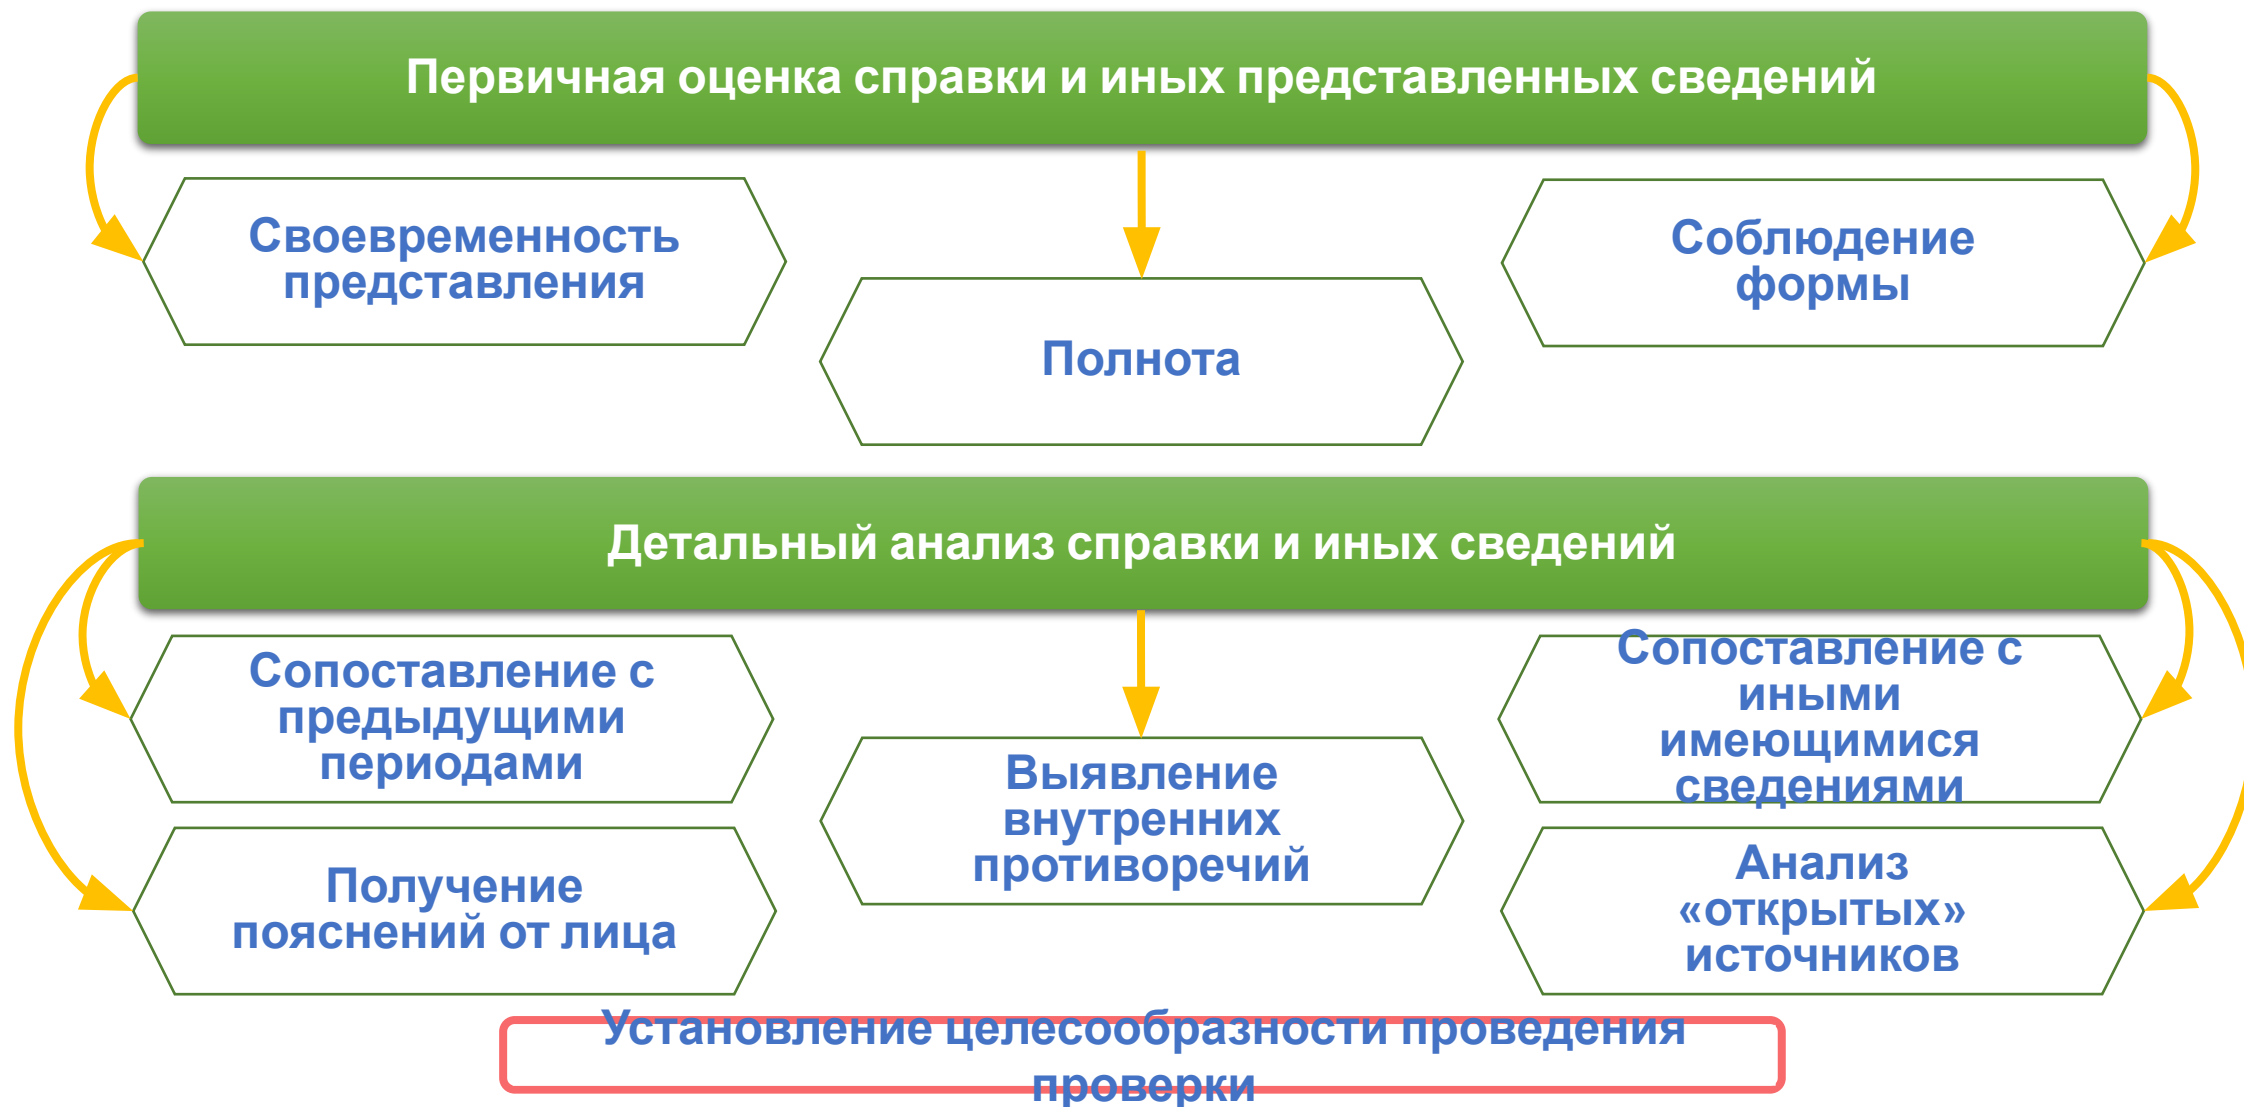 Первичная оценка справки и иных представленных сведений
Своевременность
представления
Полнота
Соблюдение
формы
Детальный анализ справки и иных сведений
Сопоставление с
предыдущими
периодами
Выявление
внутренних
противоречий
Сопоставление с
иными
имеющимися
сведениями
Получение
пояснений от лица
Анализ
«открытых»
источников
Установление целесообразности проведения
проверки